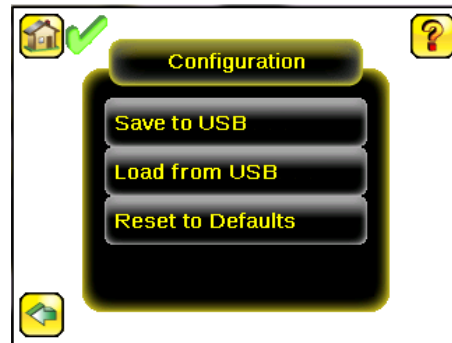 Configuration
Save to USB
Load from USB
Reset to Defaults
?